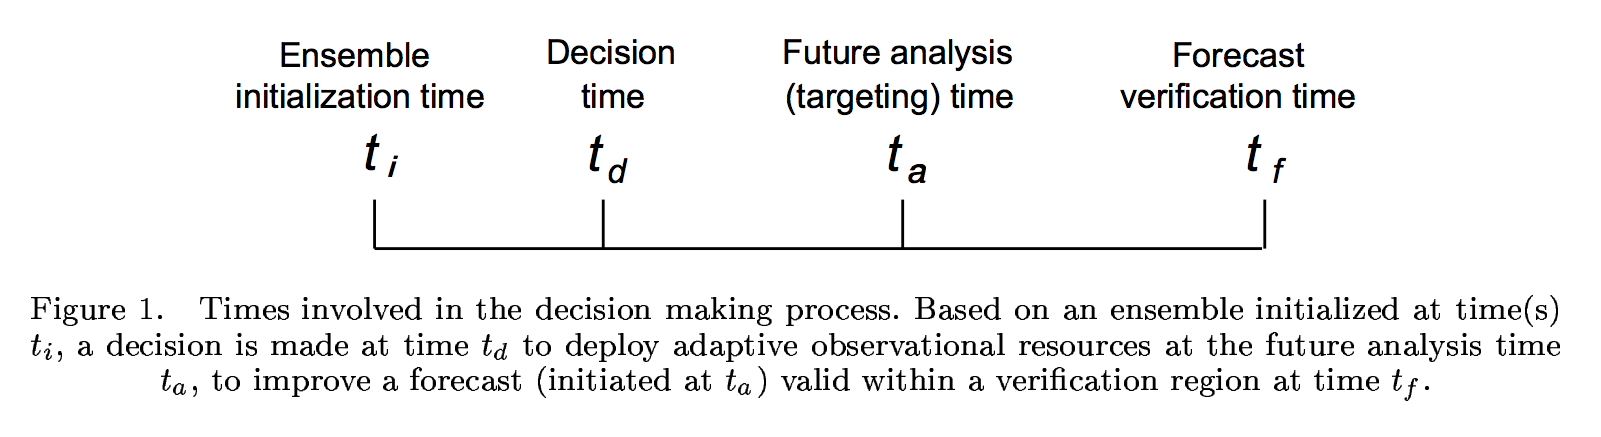 Ensemble initialization time
Decision time
Future analysis (targeting) time
Forecast verification time
t i
t d
t a
t f
Figure 1. Times involved in the decision making process. Based on an ensemble initialized at time(s)
ti, a decision is made at time td to deploy adaptive observational resources at the future analysis time
ta, to improve a forecast (initiated at ta) valid within a verification region at time tf.